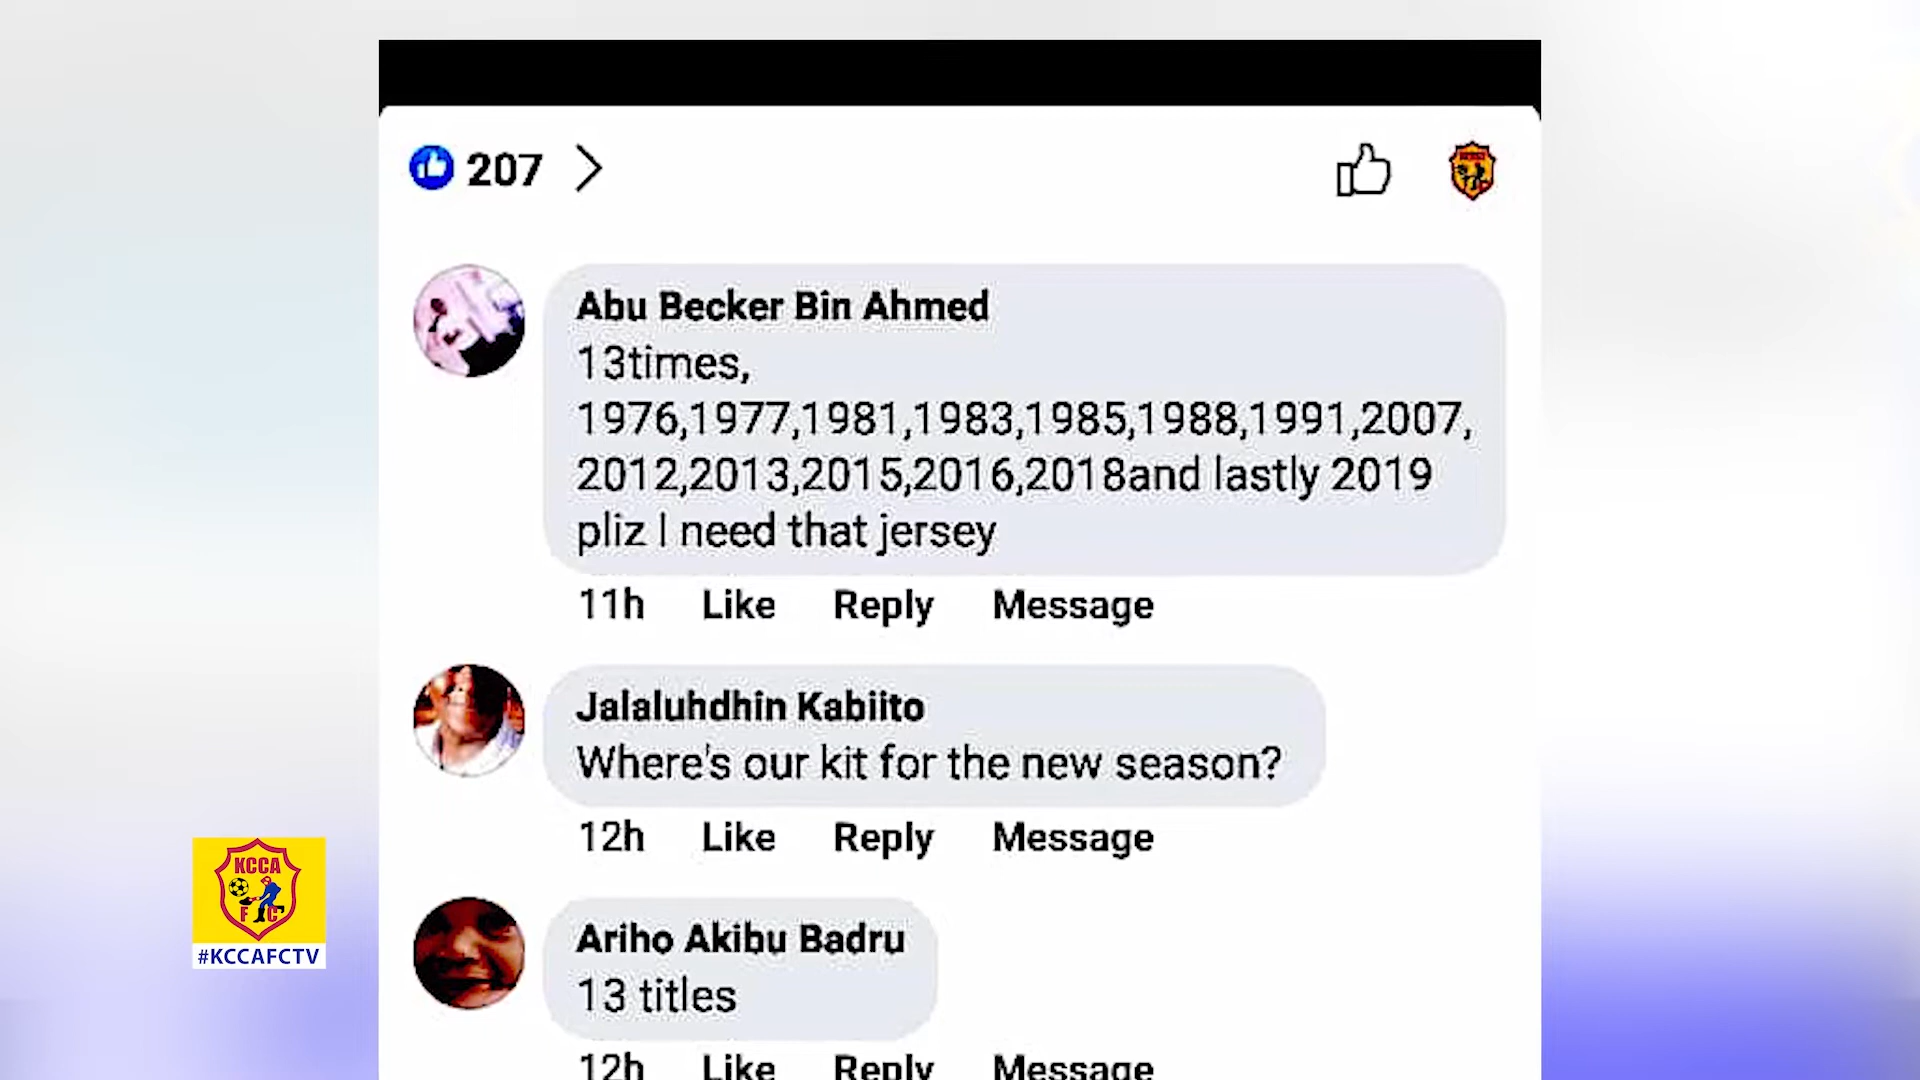 207
Abu Becker Bin Ahmed
13times,
1976,1977,1981,1983,1985,1988,1991,2007,
2012,2013,2015,2016,2018and lastly 2019
pliz I need that jersey
11h Like Reply Message
Jalaluhdhin Kabiito
Where's our kit for the new season?
12h Like Reply Message
KCCA
FC
#KCCAFCTV
Ariho Akibu Badru
13 titles
12h Like Reply Message